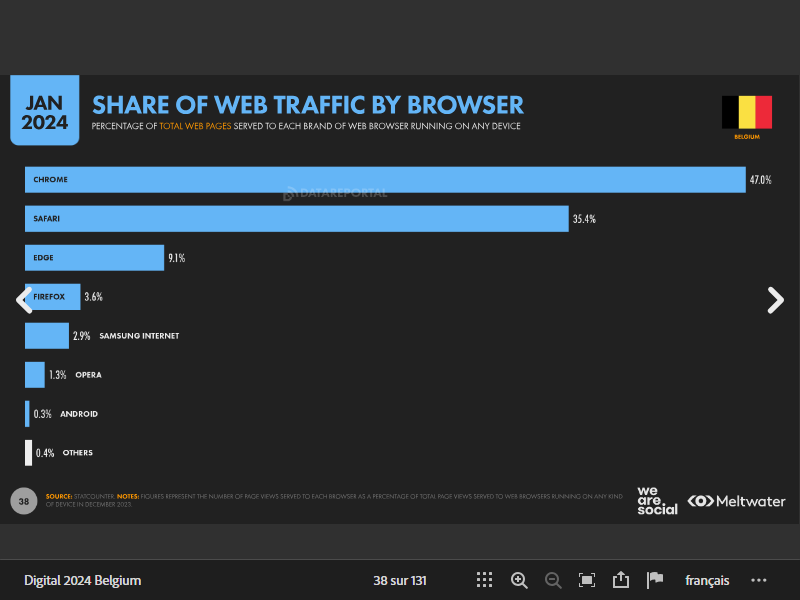 JAN
2024
SHARE OF WEB TRAFFIC BY BROWSER
PERCENTAGE OF TOTAL WEB PAGES SERVED TO EACH BRAND OF WEB BROWSER RUNNING ON ANY DEVICE
BELGIUM
CHROME 47.0%
DATAREPORTAL
SAFARI 35.4%
EDGE 9.1%
FIREFOX 3.6%
2.9% SAMSUNG INTERNET
1.3% OPERA
0.3% ANDROID
0.4% OTHERS
38
SOURCE: STATCOUNTER. NOTES: FIGURES REPRESENT THE NUMBER OF PAGE VIEWS SERVED TO EACH BROWSER AS A PERCENTAGE OF TOTAL PAGE VIEWS SERVED TO WEB BROWSERS RUNNING ON ANY KIND
OF DEVICE IN DECEMBER 2023.
we
are
social
Meltwater
Digital 2024 Belgium
38 sur 131
français